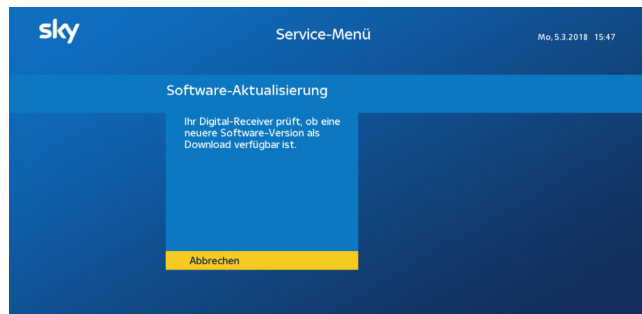 sky
Service-Menü
Mo, 5.3.2018 15:47
Software-Aktualisierung
Ihr Digital-Receiver prüft, ob eine
neuere Software-Version als
Download verfügbar ist.
Abbrechen